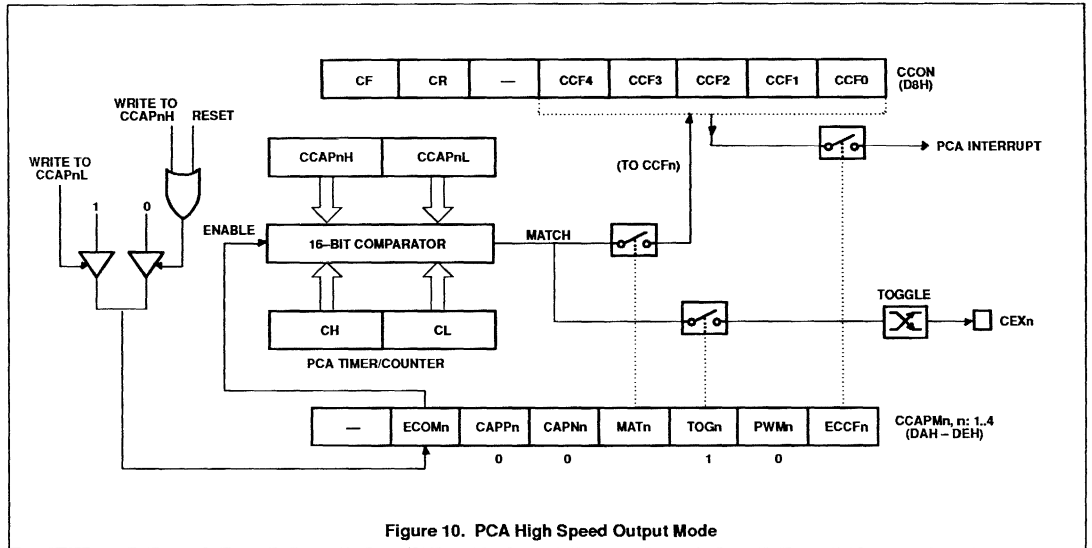 CF CR — CCF4 CCF3 CCF2 CCF1 CCF0
CCON
(D8H)
WRITE TO
CCAPnH
RESET
WRITE TO
CCAPnL
1 0
CCAPnH CCAPnL
(TO CCFn)
PCA INTERRUPT
ENABLE
16–BIT COMPARATOR
MATCH
CH CL
PCA TIMER/COUNTER
TOGGLE
CEXn
— ECOMn CAPPn CAPNn MATn TOGn PWMn ECCFn
CCAPMn, n: 1..4
(DAH – DEH)
0 0 1 0
Figure 10. PCA High Speed Output Mode